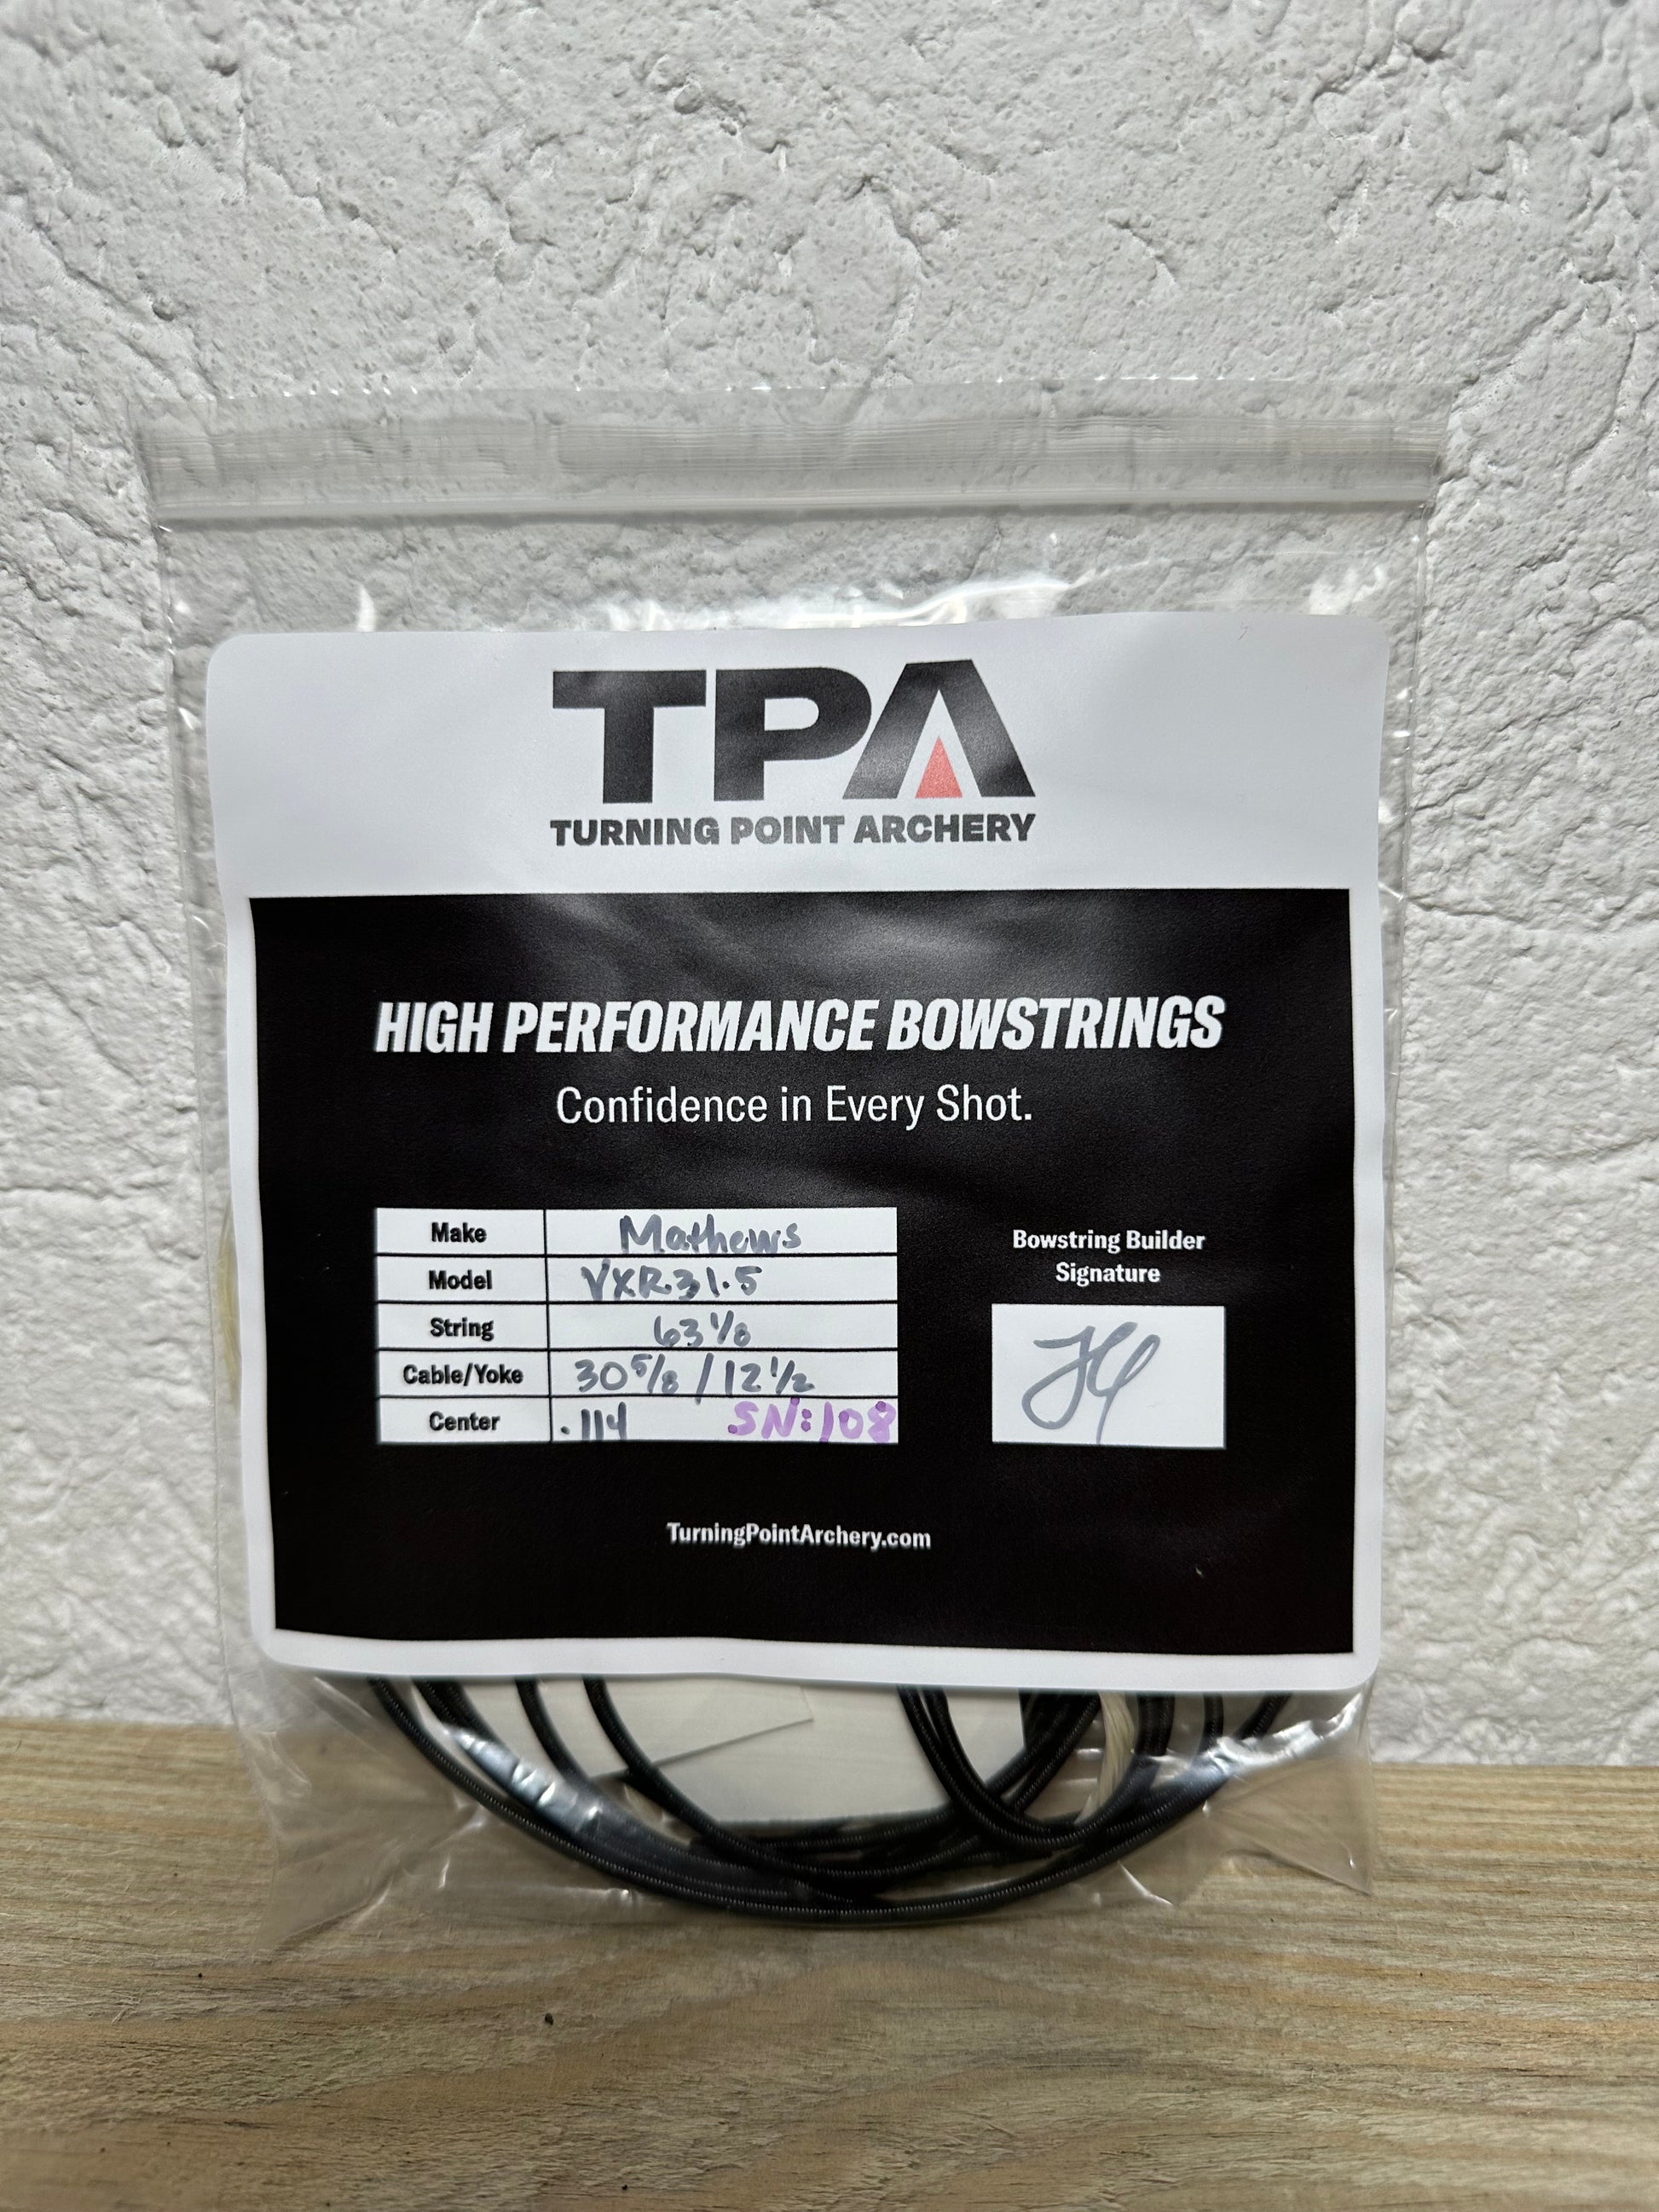 TPA
TURNING POINT ARCHERY
HIGH PERFORMANCE BOWSTRINGS
Confidence in Every Shot.
Make Mathews
Model VXR31.5
String 63 1/8
Cable/Yoke 30 5/8 / 12 1/2
Center .114 SN:108
Bowstring Builder
Signature
TurningPointArchery.com